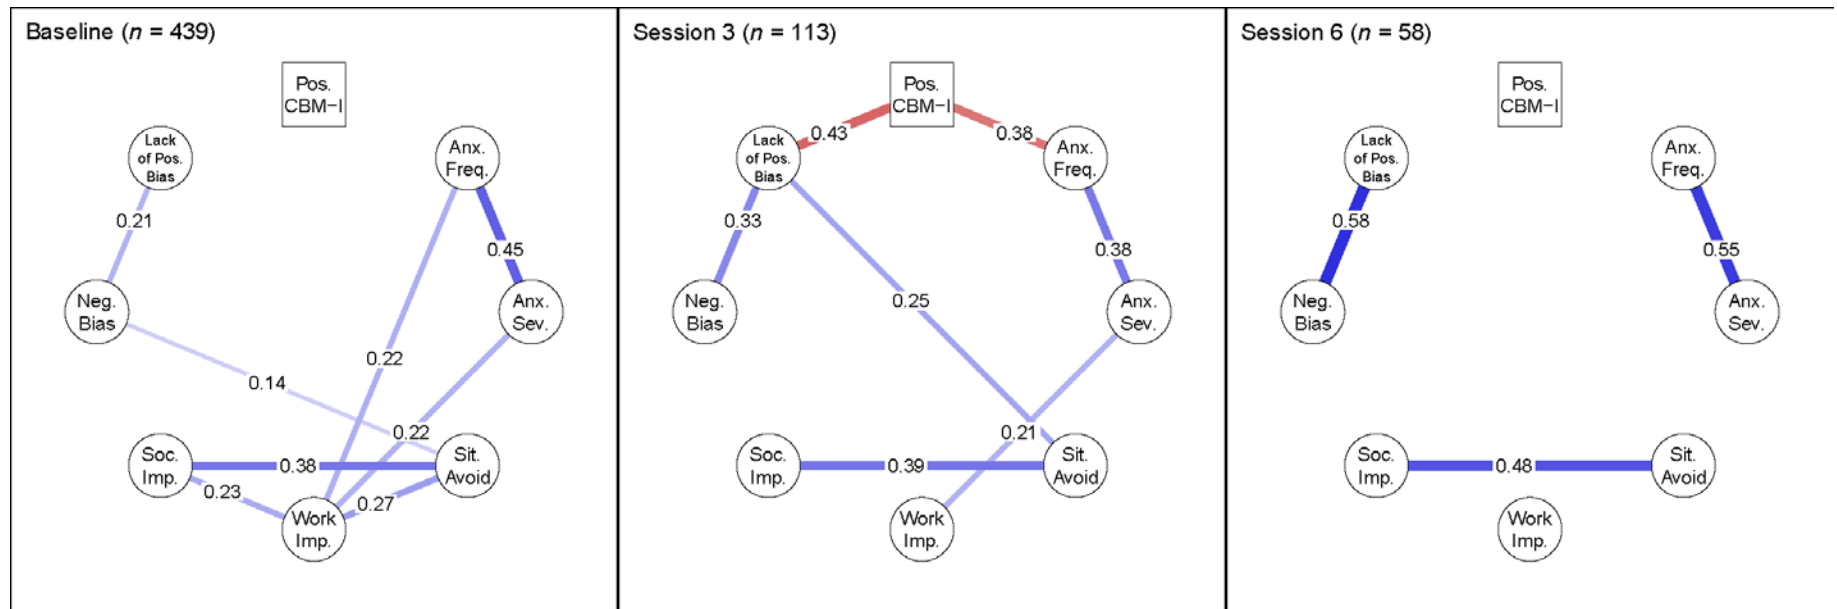 Baseline (n = 439)
Pos.
CBM−I
Lack
of Pos.
Bias
Anx.
Freq.
0.21
0.45
Neg.
Bias
Anx.
Sev.
0.22
0.14
0.22
Soc.
Imp.
0.38
Sit.
Avoid
0.23
0.27
Work
Imp.
Session 3 (n = 113)
Pos.
CBM−I
0.43
0.38
Lack
of Pos.
Bias
Anx.
Freq.
0.33
0.38
Neg.
Bias
Anx.
Sev.
0.25
0.21
Soc.
Imp.
0.39
Sit.
Avoid
Work
Imp.
Session 6 (n = 58)
Pos.
CBM−I
Lack
of Pos.
Bias
Anx.
Freq.
0.58
0.55
Neg.
Bias
Anx.
Sev.
Soc.
Imp.
0.48
Sit.
Avoid
Work
Imp.